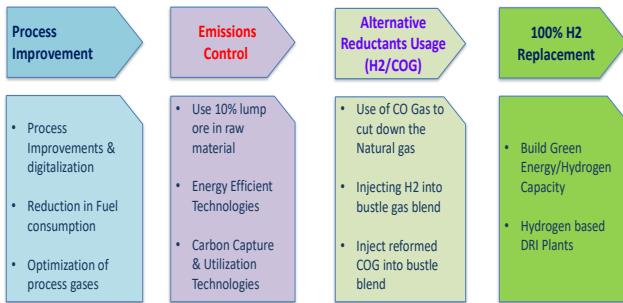 Process
Improvement
Emissions
Control
Alternative
Reductants Usage
(H2/COG)
100% H2
Replacement
• Process
Improvements &
digitalization
• Reduction in Fuel
consumption
• Optimization of
process gases
• Use 10% lump
ore in raw
material
• Energy Efficient
Technologies
• Carbon Capture
& Utilization
Technologies
• Use of CO Gas to
cut down the
Natural gas
• Injecting H2 into
bustle gas blend
• Inject reformed
COG into bustle
blend
• Build Green
Energy/Hydrogen
Capacity
• Hydrogen based
DRI Plants